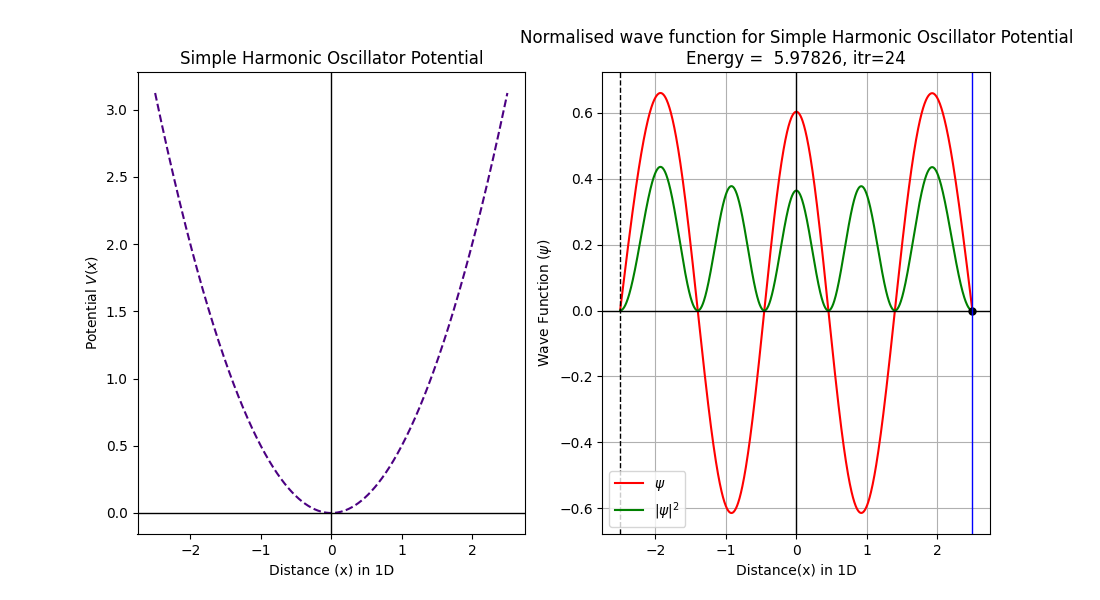 Simple Harmonic Oscillator Potential
Potential V(x)
3.0
2.5
2.0
1.5
1.0
0.5
0.0
−2 −1 0 1 2
Distance (x) in 1D
Normalised wave function for Simple Harmonic Oscillator Potential
Energy = 5.97826, itr=24
Wave Function (ψ)
0.6
0.4
0.2
0.0
−0.2
−0.4
−0.6
ψ
|ψ|²
−2 −1 0 1 2
Distance(x) in 1D